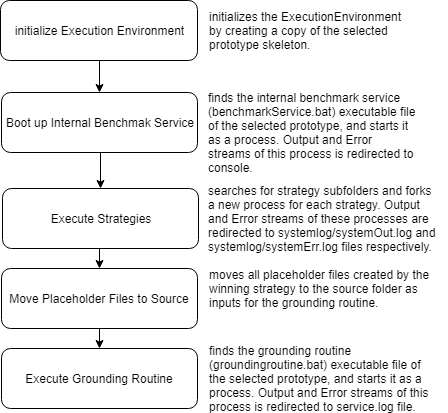 initialize Execution Environment
initializes the ExecutionEnvironment
by creating a copy of the selected
prototype skeleton.
Boot up Internal Benchmak Service
finds the internal benchmark service
(benchmarkService.bat) executable file
of the selected prototype, and starts it
as a process. Output and Error
streams of this process is redirected to
console.
Execute Strategies
searches for strategy subfolders and forks
a new process for each strategy. Output
and Error streams of these processes are
redirected to systemlog/systemOut.log and
systemlog/systemErr.log files respectively.
Move Placeholder Files to Source
moves all placeholder files created by the
winning strategy to the source folder as
inputs for the grounding routine.
Execute Grounding Routine
finds the grounding routine
(groundingroutine.bat) executable file of
the selected prototype, and starts it as a
process. Output and Error Streams of this
process is redirected to service.log file.